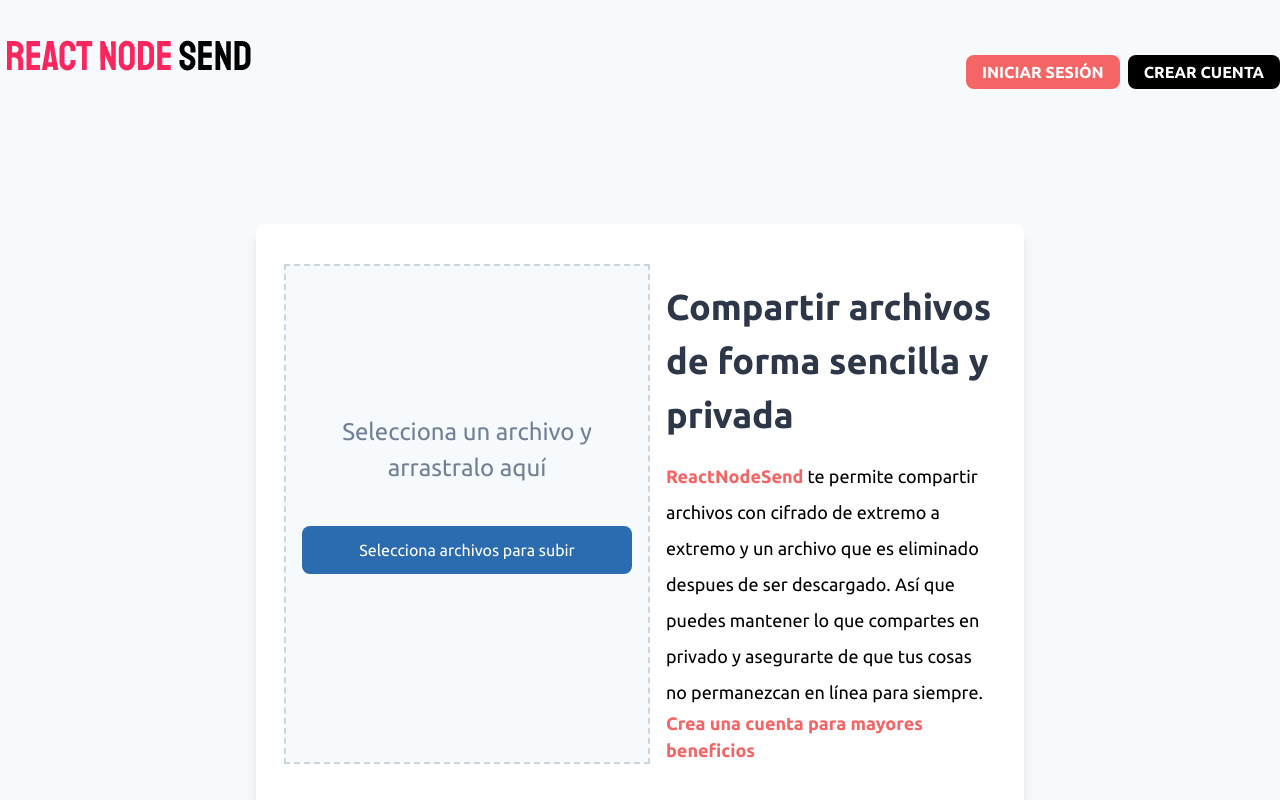 REACT NODE SEND
INICIAR SESIÓN
CREAR CUENTA
Selecciona un archivo y
arrastralo aquí
Selecciona archivos para subir
Compartir archivos
de forma sencilla y
privada
ReactNodeSend te permite compartir
archivos con cifrado de extremo a
extremo y un archivo que es eliminado
despues de ser descargado. Así que
puedes mantener lo que compartes en
privado y asegurarte de que tus cosas
no permanezcan en línea para siempre.
Crea una cuenta para mayores
beneficios